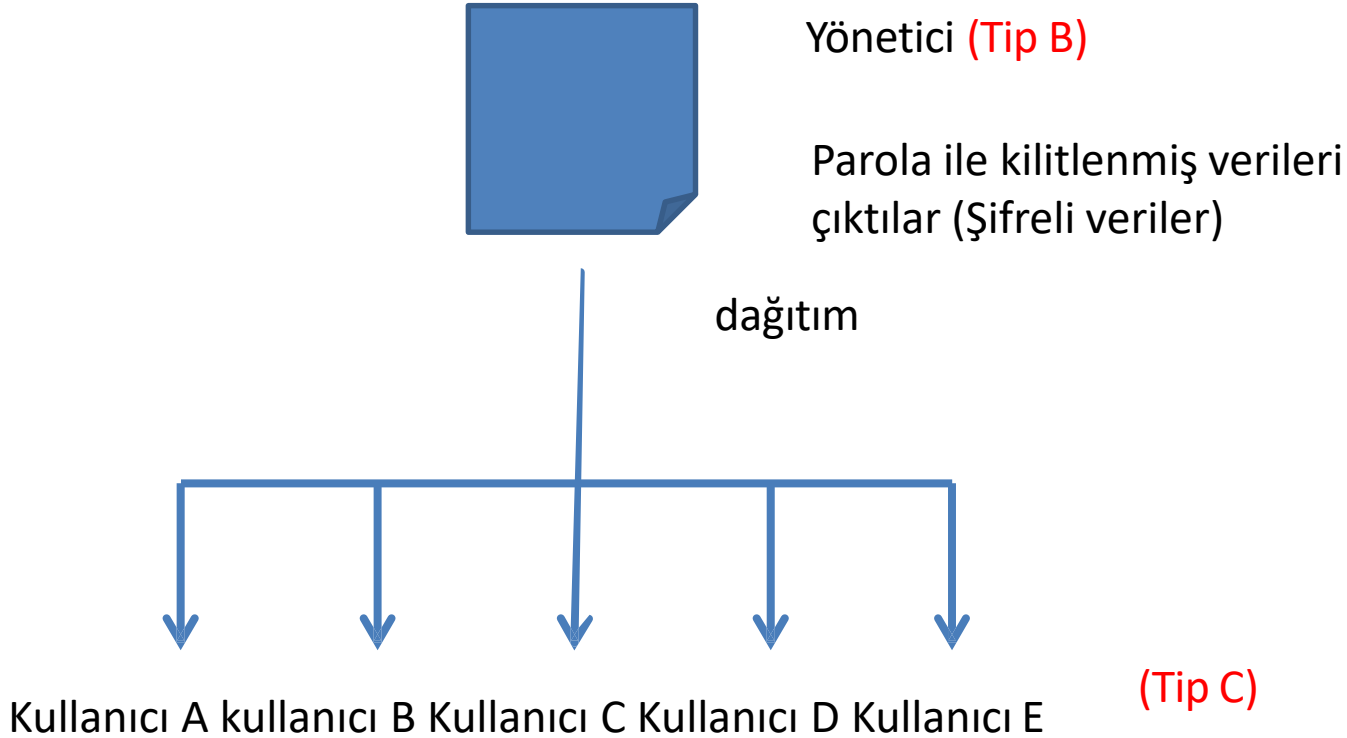 Yönetici (Tip B)
Parola ile kilitlenmiş verileri
çıktılar (Şifreli veriler)
dağıtım
(Tip C)
Kullanıcı A kullanıcı B Kullanıcı C Kullanıcı D Kullanıcı E